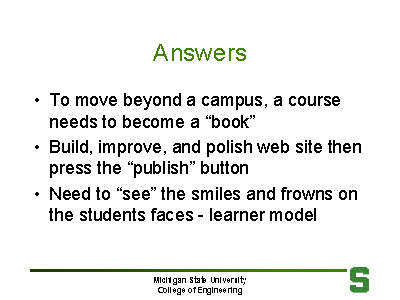 Answers
• To move beyond a campus, a course
needs to become a “book”
• Build, improve, and polish web site then
press the “publish” button
• Need to “see” the smiles and frowns on
the students faces - learner model
Michigan State University
College of Engineering
S